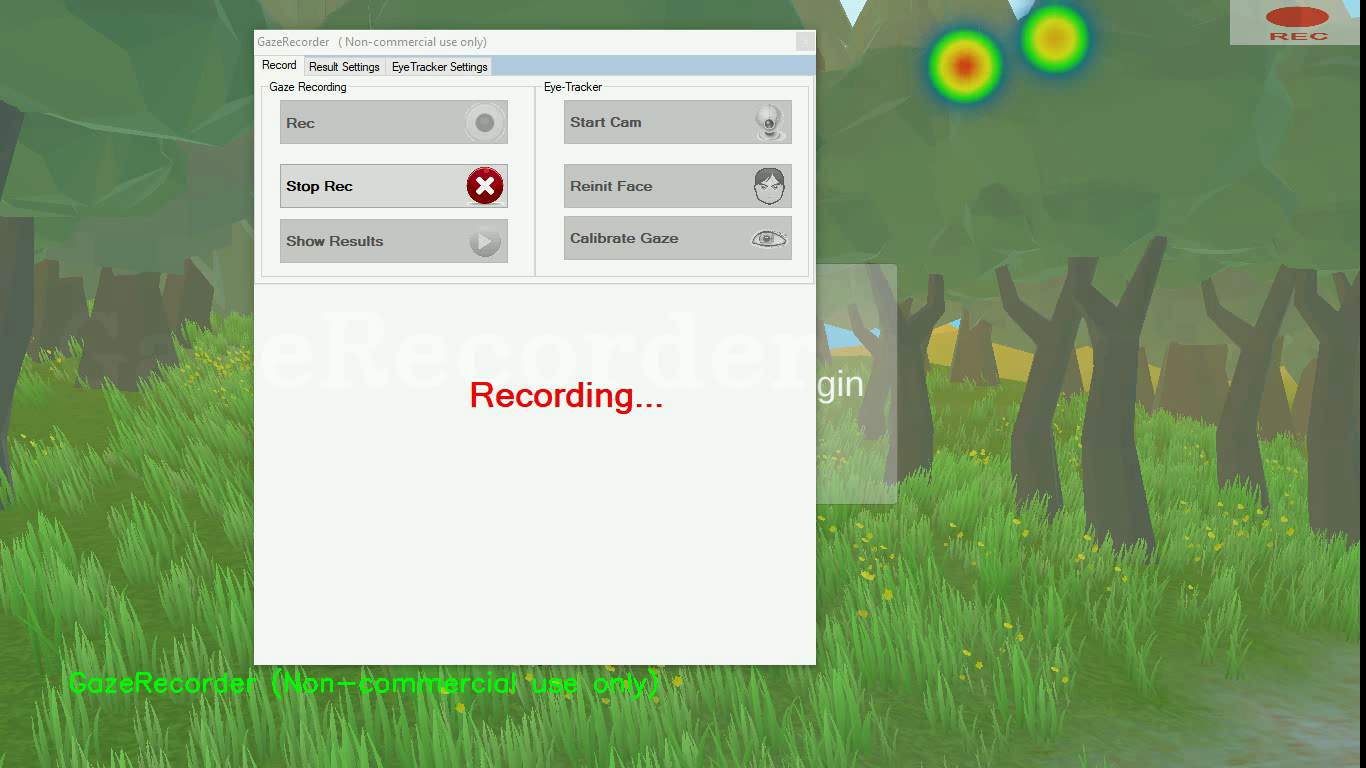 GazeRecorder ( Non-commercial use only)
REC
Record Result Settings EyeTracker Settings
Gaze Recording
Eye-Tracker
Rec
Start Cam
Stop Rec
Reinit Face
Show Results
Calibrate Gaze
GazeRecorder
gin
Recording...
GazeRecorder (Non-commercial use only)